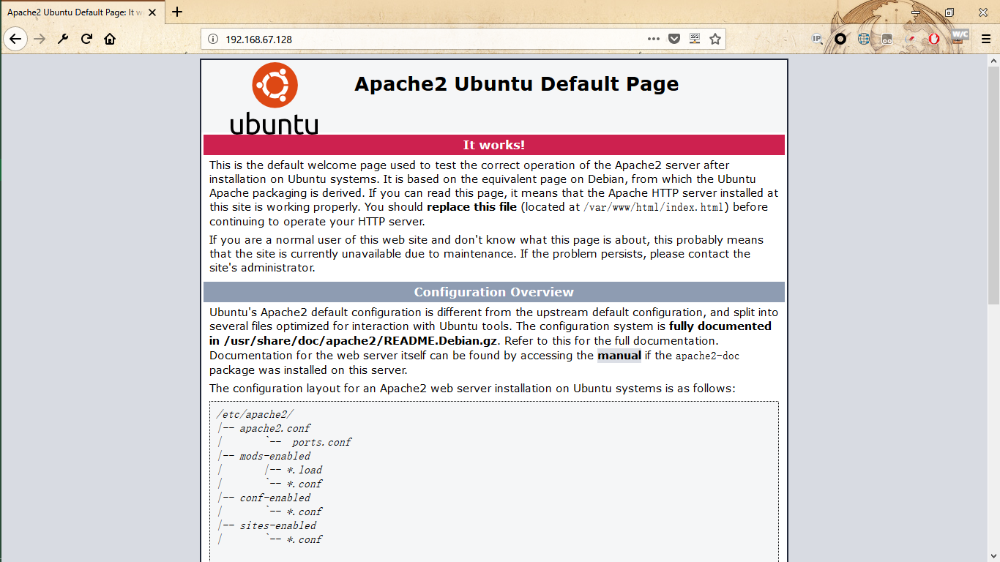 Apache2 Ubuntu Default Page: It w
192.168.67.128
192
IP
W/C
ubuntu
Apache2 Ubuntu Default Page
It works!
This is the default welcome page used to test the correct operation of the Apache2 server after
installation on Ubuntu systems. It is based on the equivalent page on Debian, from which the Ubuntu
Apache packaging is derived. If you can read this page, it means that the Apache HTTP server installed at
this site is working properly. You should replace this file (located at /var/www/html/index.html) before
continuing to operate your HTTP server.
If you are a normal user of this web site and don't know what this page is about, this probably means
that the site is currently unavailable due to maintenance. If the problem persists, please contact the
site's administrator.
Configuration Overview
Ubuntu's Apache2 default configuration is different from the upstream default configuration, and split into
several files optimized for interaction with Ubuntu tools. The configuration system is fully documented
in /usr/share/doc/apache2/README.Debian.gz. Refer to this for the full documentation.
Documentation for the web server itself can be found by accessing the manual if the apache2-doc
package was installed on this server.
The configuration layout for an Apache2 web server installation on Ubuntu systems is as follows:
/etc/apache2/
|-- apache2.conf
|       `--  ports.conf
|-- mods-enabled
|       |-- *.load
|       `-- *.conf
|-- conf-enabled
|       `-- *.conf
|-- sites-enabled
|       `-- *.conf